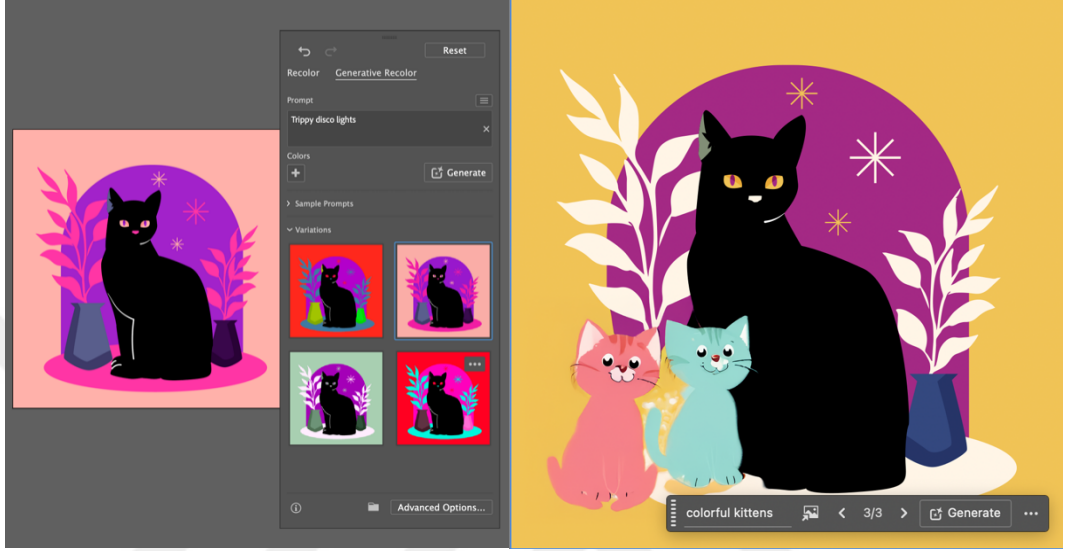 Reset
Recolor Generative Recolor
Prompt
Trippy disco lights
Colors
Generate
Sample Prompts
Variations
Advanced Options...
colorful kittens 3/3 Generate